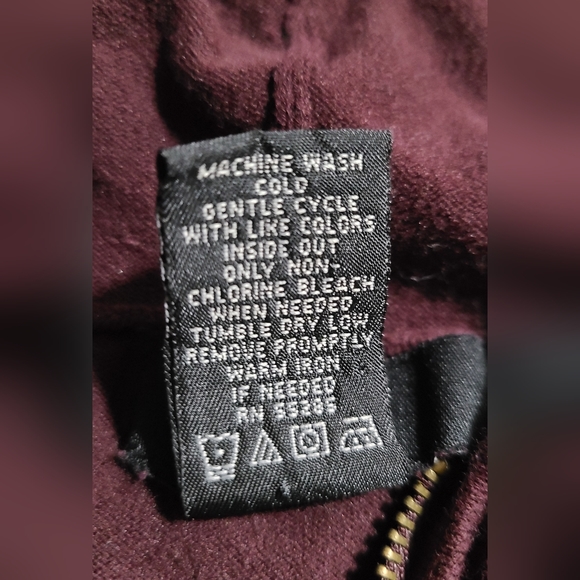 MACHINE WASH
COLD
GENTLE CYCLE
WITH LIKE COLORS
INSIDE OUT
ONLY NON-
CHLORINE BLEACH
WHEN NEEDED
TUMBLE DRY LOW
REMOVE PROMPTLY
WARM IRON
IF NEEDED
RN